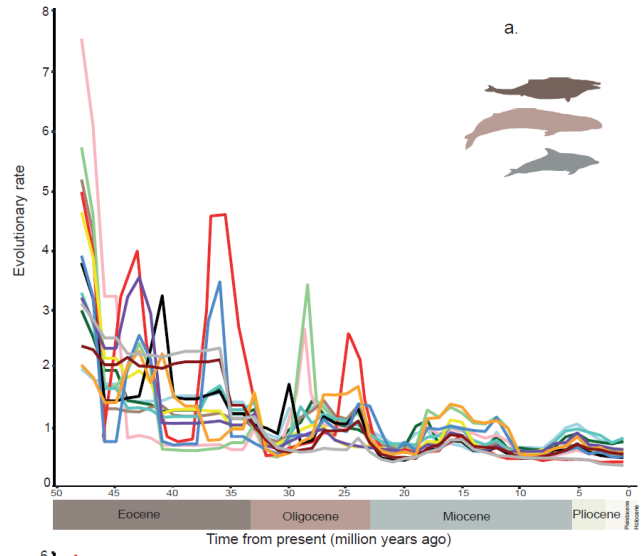 a.
Evolutionary rate
8
7
6
5
4
3
2
1
0
50 45 40 35 30 25 20 15 10 5 0
Eocene Oligocene Miocene Pliocene Pleistocene Holocene
Time from present (million years ago)
6